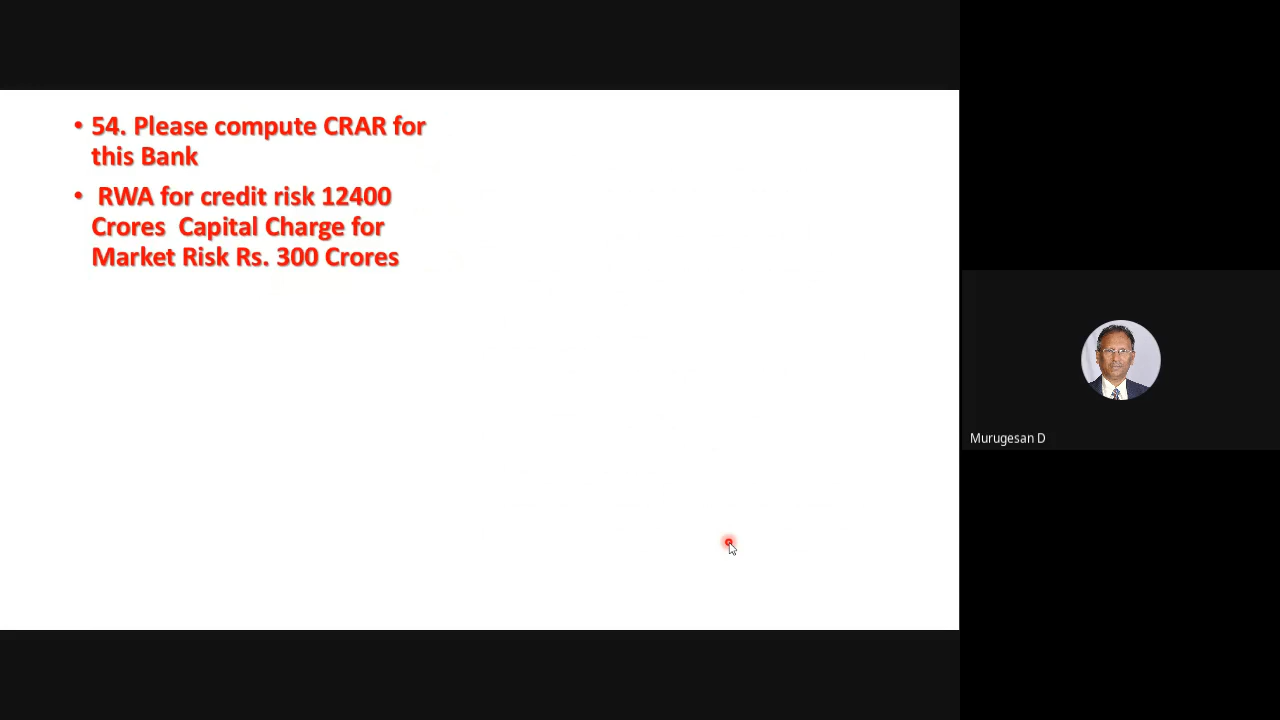 • 54. Please compute CRAR for
this Bank
• RWA for credit risk 12400
Crores  Capital Charge for
Market Risk Rs. 300 Crores
Murugesan D